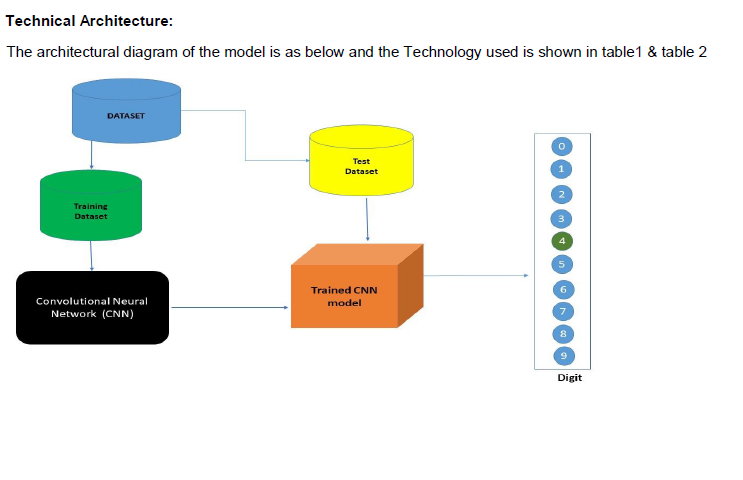 Technical Architecture:
The architectural diagram of the model is as below and the Technology used is shown in table1 & table 2
DATASET
Test
Dataset
Training
Dataset
Convolutional Neural
Network (CNN)
Trained CNN
model
0
1
2
3
4
5
6
7
8
9
Digit